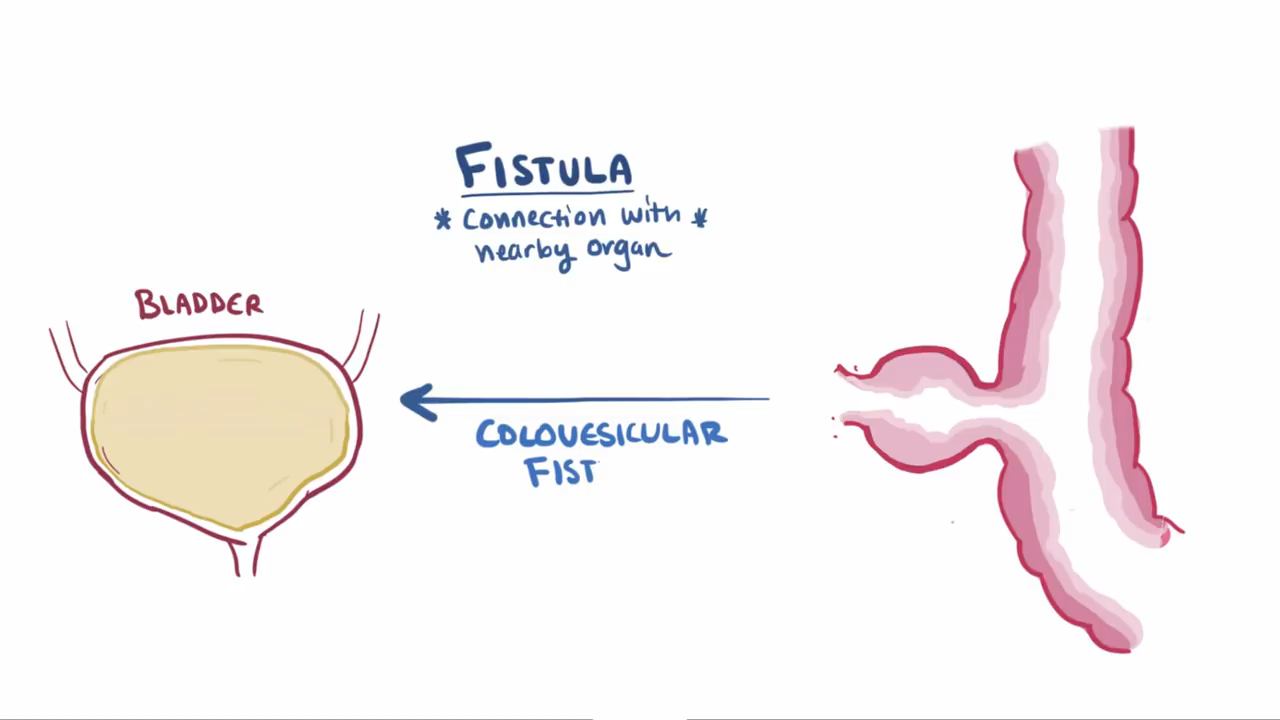 FISTULA
* Connection with *
nearby organ
BLADDER
COLOVESICULAR
FIST